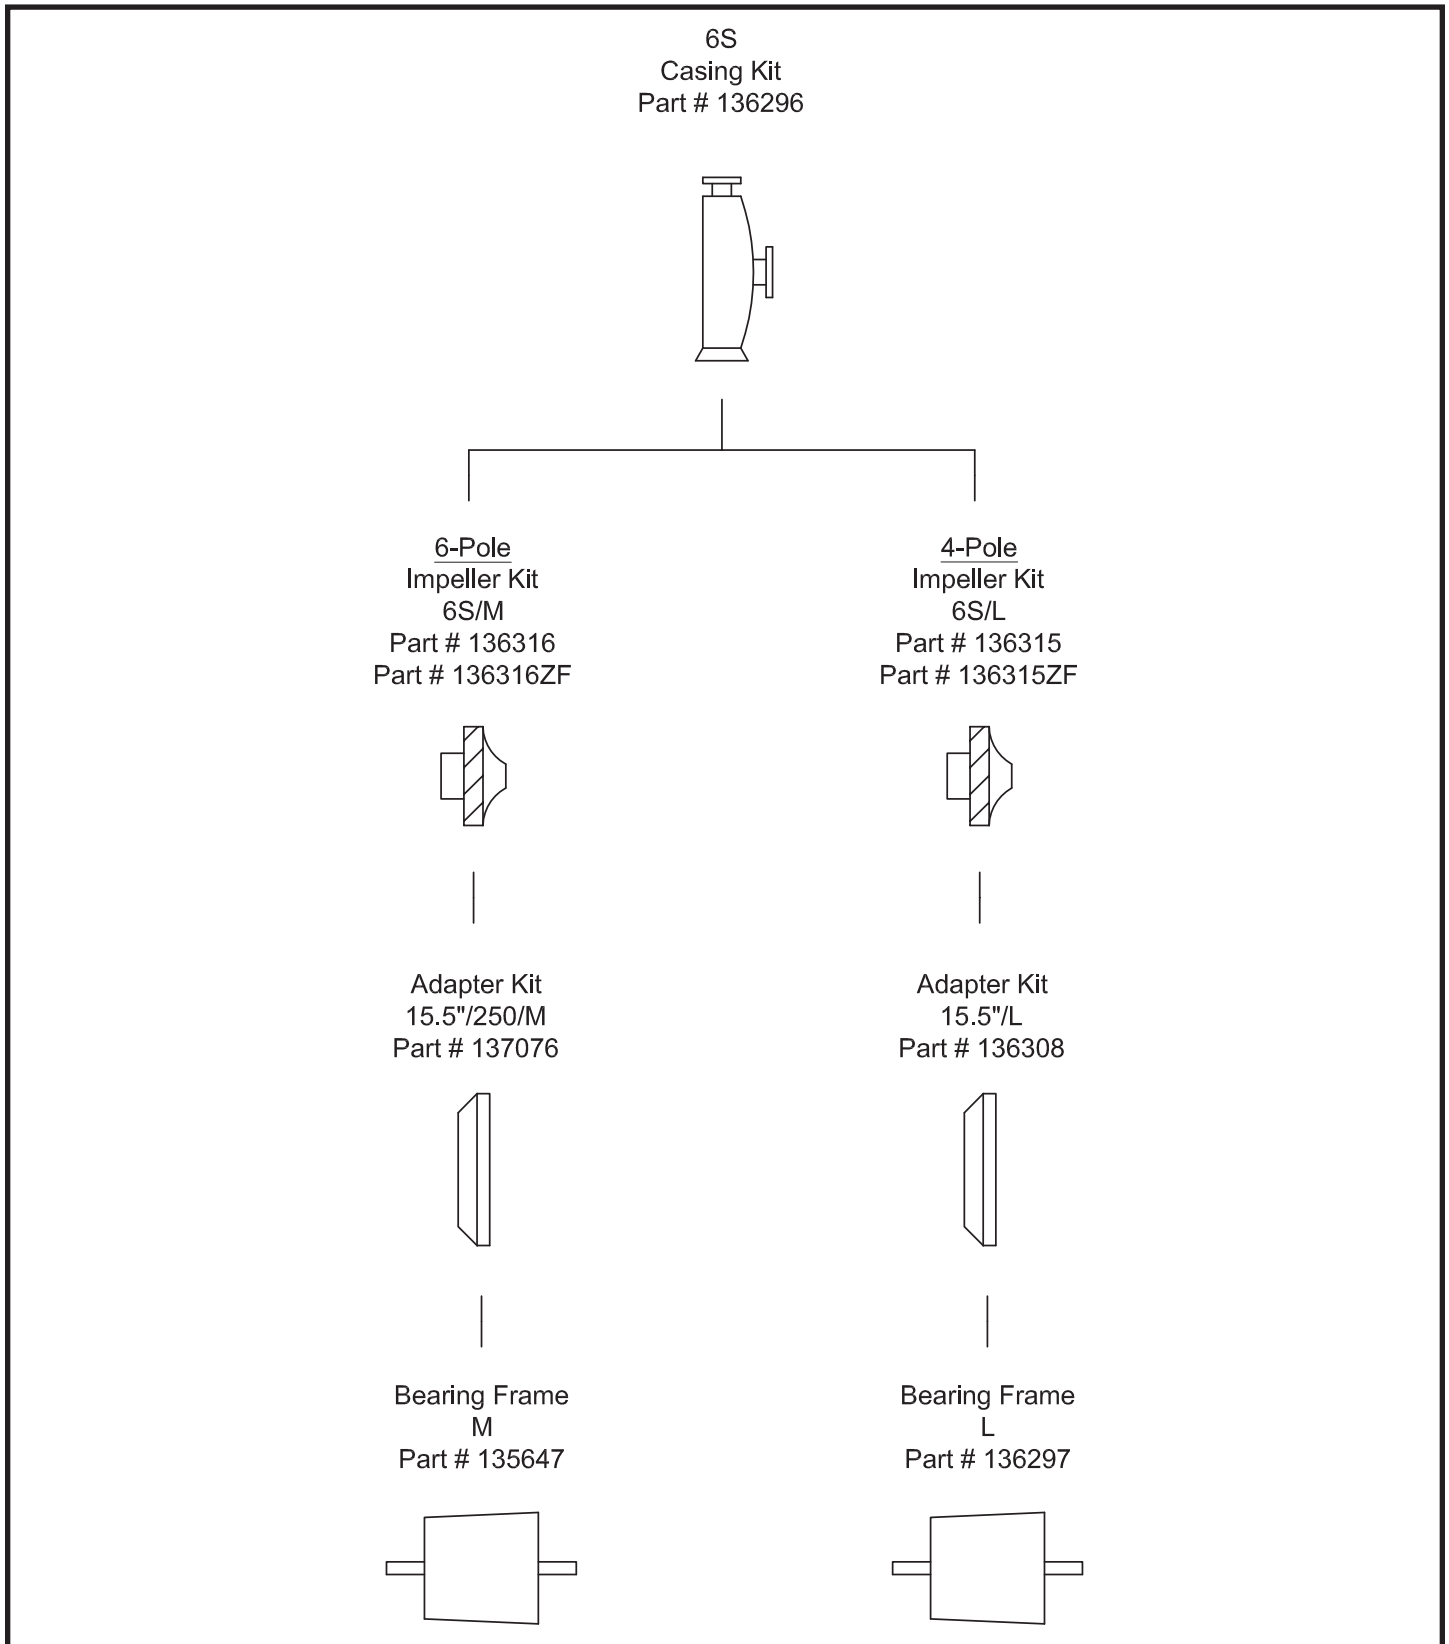 6S
Casing Kit
Part # 136296
6-Pole
Impeller Kit
6S/M
Part # 136316
Part # 136316ZF
4-Pole
Impeller Kit
6S/L
Part # 136315
Part # 136315ZF
Adapter Kit
15.5"/250/M
Part # 137076
Adapter Kit
15.5"/L
Part # 136308
Bearing Frame
M
Part # 135647
Bearing Frame
L
Part # 136297